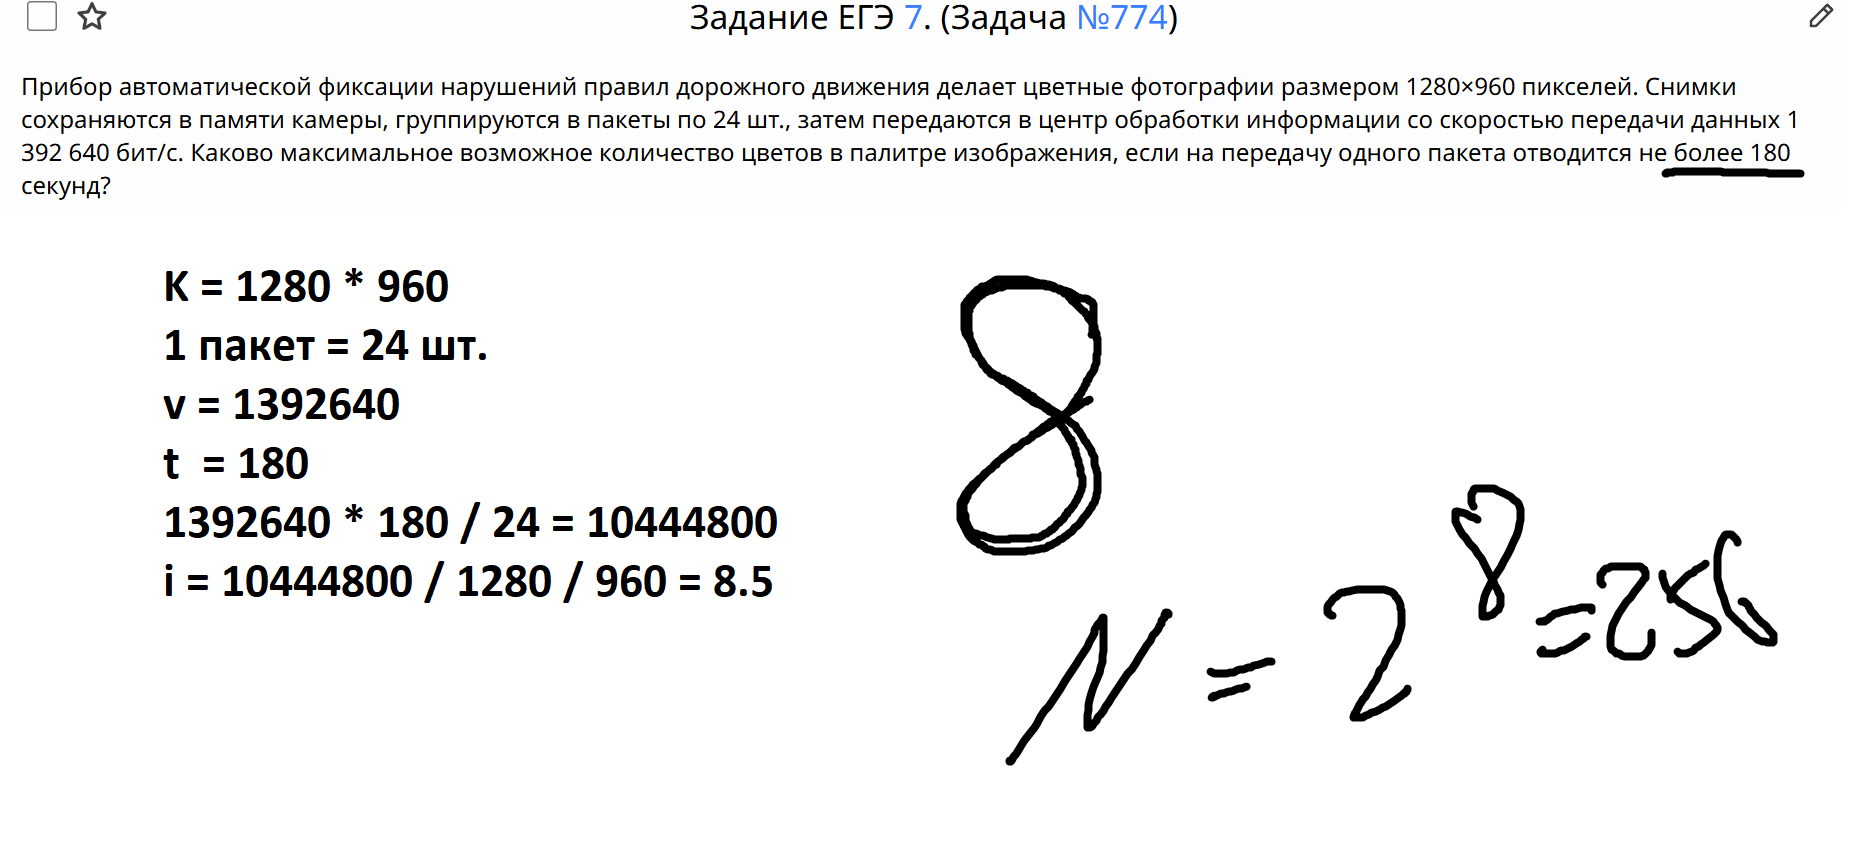 Задание ЕГЭ 7. (Задача №774)
Прибор автоматической фиксации нарушений правил дорожного движения делает цветные фотографии размером 1280×960 пикселей. Снимки
сохраняются в памяти камеры, группируются в пакеты по 24 шт., затем передаются в центр обработки информации со скоростью передачи данных 1
392 640 бит/с. Каково максимальное возможное количество цветов в палитре изображения, если на передачу одного пакета отводится не более 180
секунд?
K = 1280 * 960
1 пакет = 24 шт.
v = 1392640
t = 180
1392640 * 180 / 24 = 10444800
i = 10444800 / 1280 / 960 = 8.5
8
N = 2^8 = 256